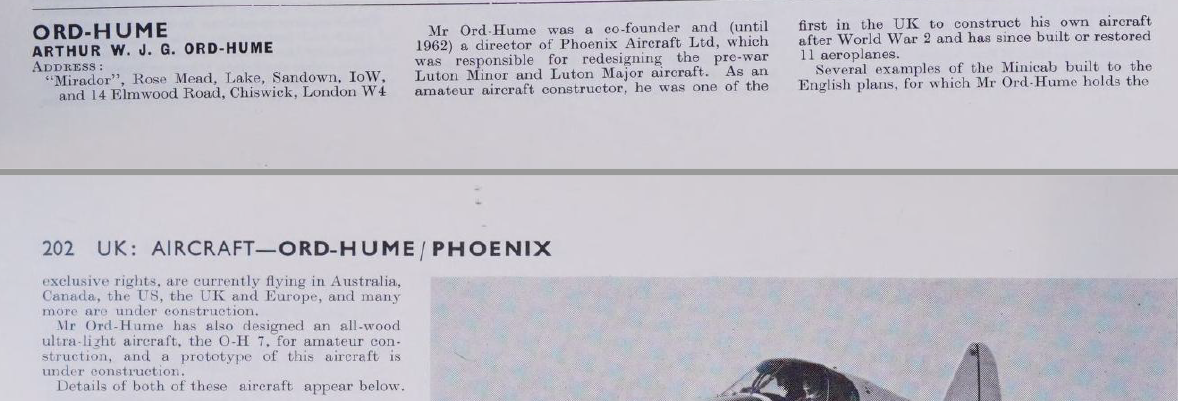 ORD-HUME
ARTHUR W. J. G. ORD-HUME
ADDRESS:
"Mirador", Rose Mead, Lake, Sandown, IoW,
and 14 Elmwood Road, Chiswick, London W4
Mr Ord-Hume was a co-founder and (until
1962) a director of Phoenix Aircraft Ltd, which
was responsible for redesigning the pre-war
Luton Minor and Luton Major aircraft. As an
amateur aircraft constructor, he was one of the
first in the UK to construct his own aircraft
after World War 2 and has since built or restored
11 aeroplanes.
Several examples of the Minicab built to the
English plans, for which Mr Ord-Hume holds the
202 UK: AIRCRAFT—ORD-HUME/PHOENIX
exclusive rights, are currently flying in Australia,
Canada, the US, the UK and Europe, and many
more are under construction.
Mr Ord-Hume has also designed an all-wood
ultra-light aircraft, the O-H 7, for amateur con-
struction, and a prototype of this aircraft is
under construction.
Details of both of these aircraft appear below.